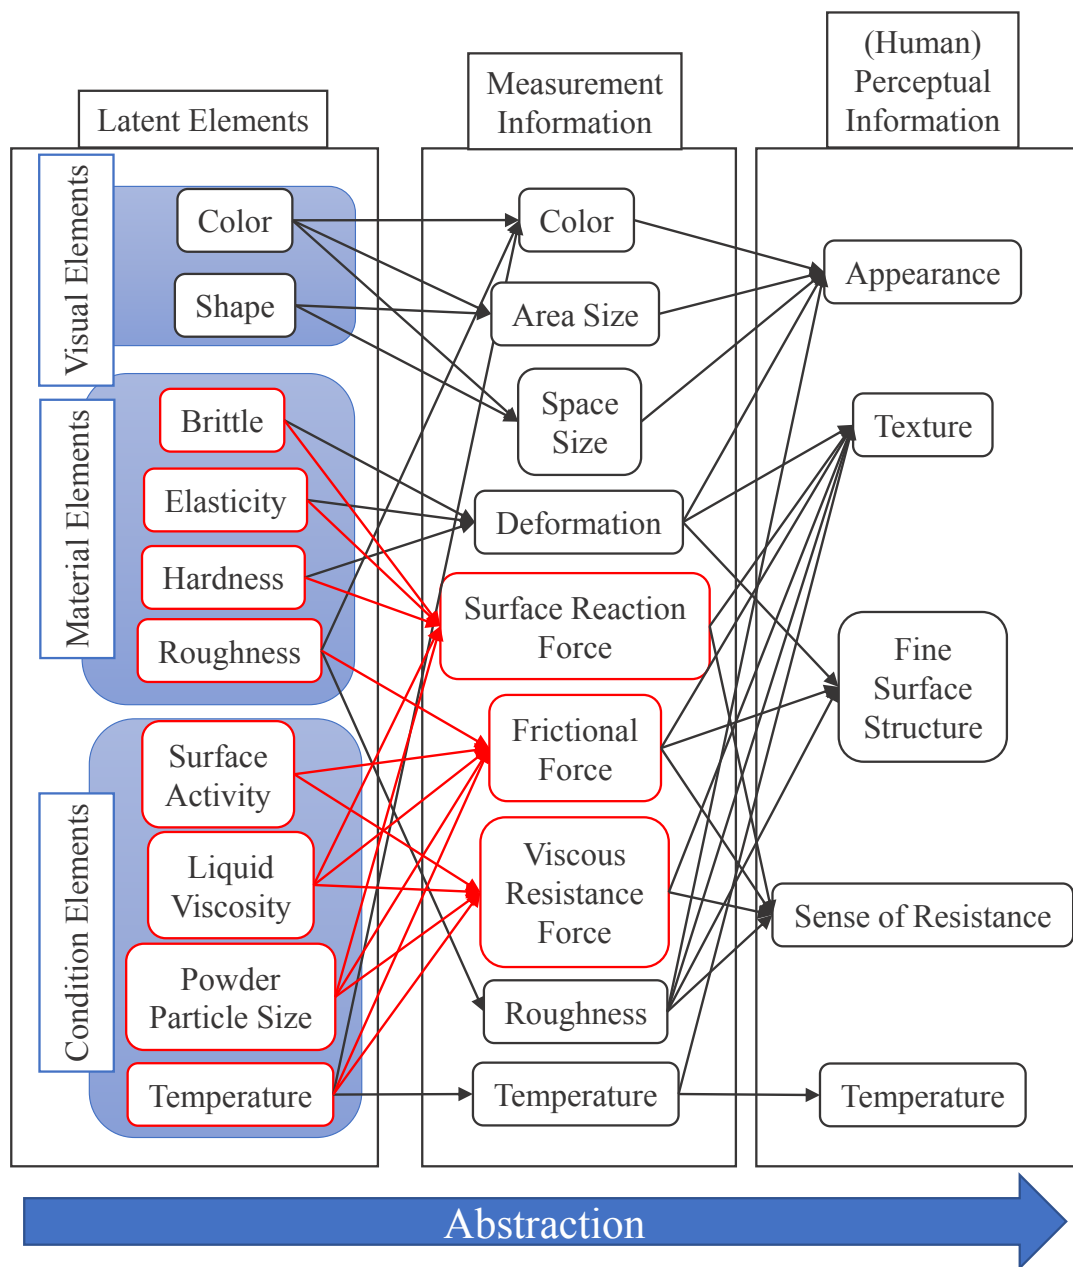 Latent Elements
Measurement
Information
(Human)
Perceptual
Information
Visual Elements
Color
Shape
Material Elements
Brittle
Elasticity
Hardness
Roughness
Condition Elements
Surface
Activity
Liquid
Viscosity
Powder
Particle Size
Temperature
Color
Area Size
Space
Size
Deformation
Surface Reaction
Force
Frictional
Force
Viscous
Resistance
Force
Roughness
Temperature
Appearance
Texture
Fine
Surface
Structure
Sense of Resistance
Temperature
Abstraction